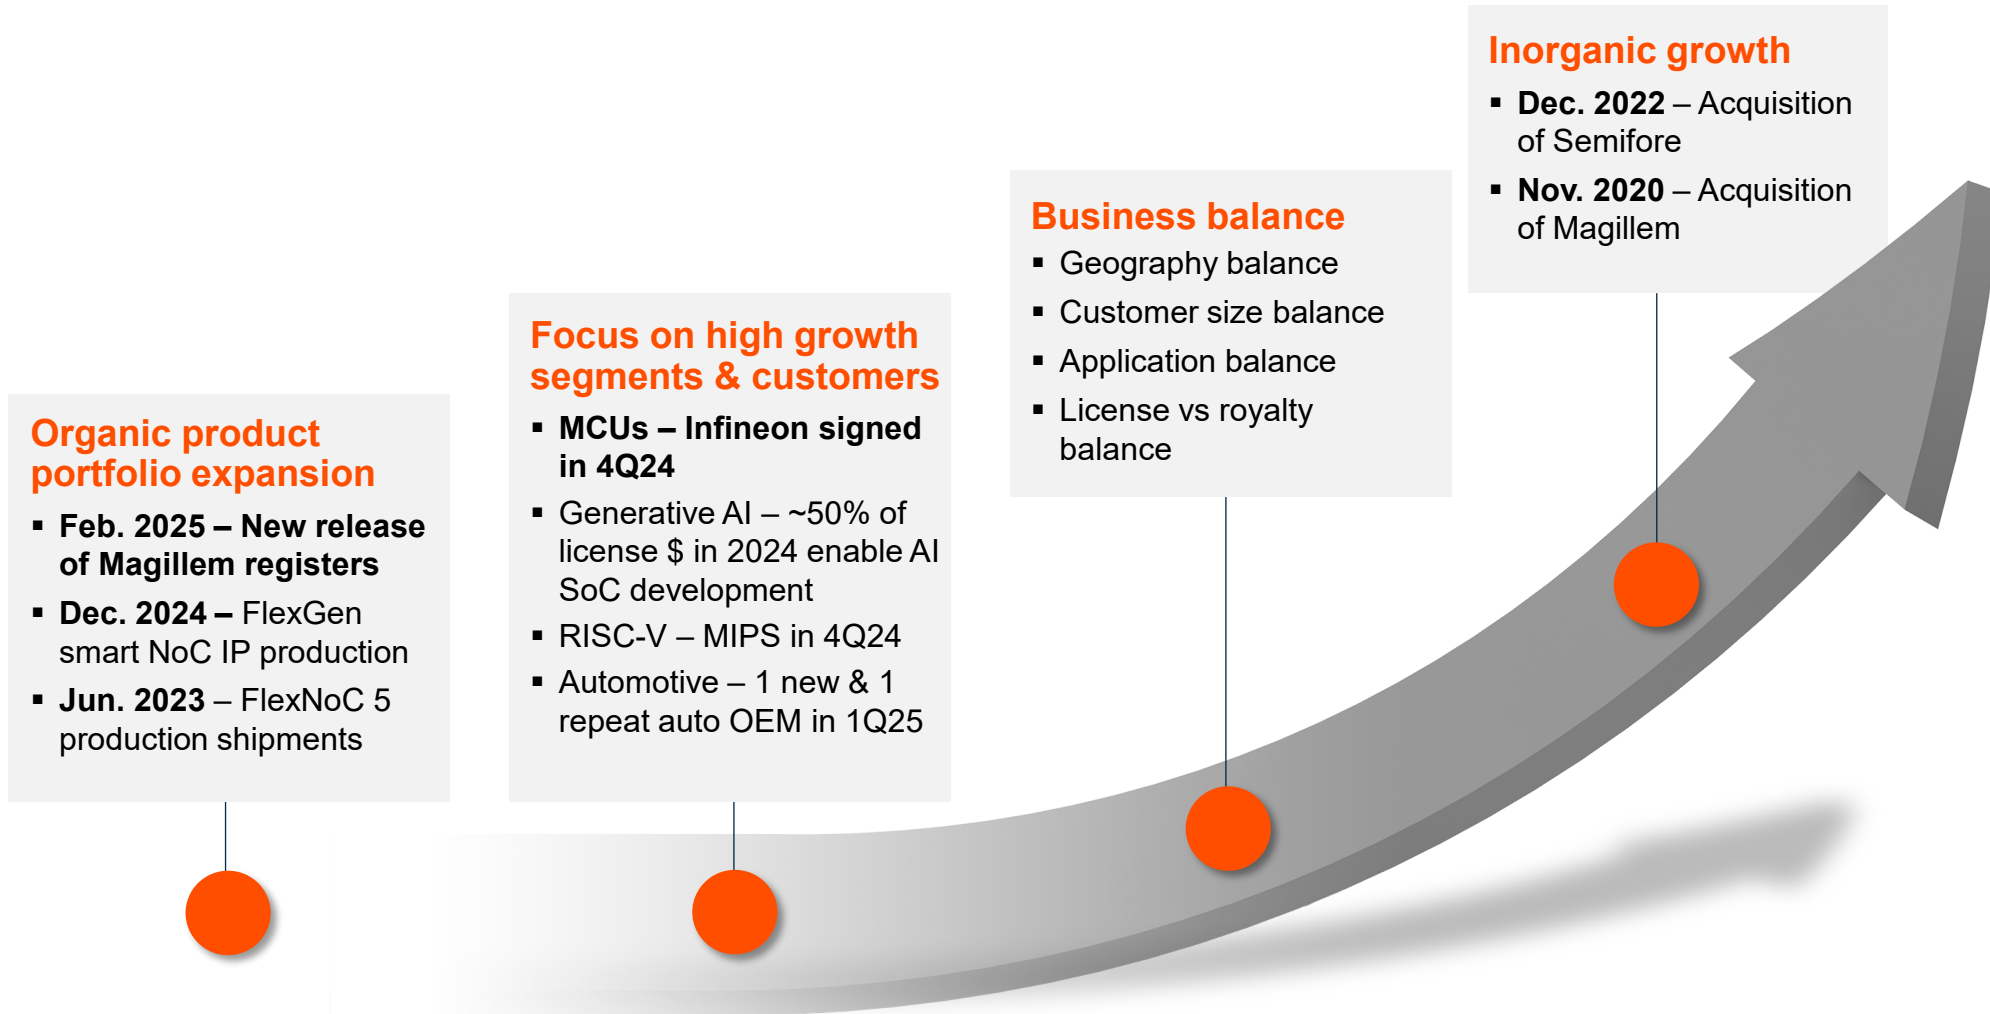 Organic product
portfolio expansion
▪ Feb. 2025 – New release
of Magillem registers
▪ Dec. 2024 – FlexGen
smart NoC IP production
▪ Jun. 2023 – FlexNoC 5
production shipments
Focus on high growth
segments & customers
▪ MCUs – Infineon signed
in 4Q24
▪ Generative AI – ~50% of
license $ in 2024 enable AI
SoC development
▪ RISC-V – MIPS in 4Q24
▪ Automotive – 1 new & 1
repeat auto OEM in 1Q25
Business balance
▪ Geography balance
▪ Customer size balance
▪ Application balance
▪ License vs royalty
balance
Inorganic growth
▪ Dec. 2022 – Acquisition
of Semifore
▪ Nov. 2020 – Acquisition
of Magillem